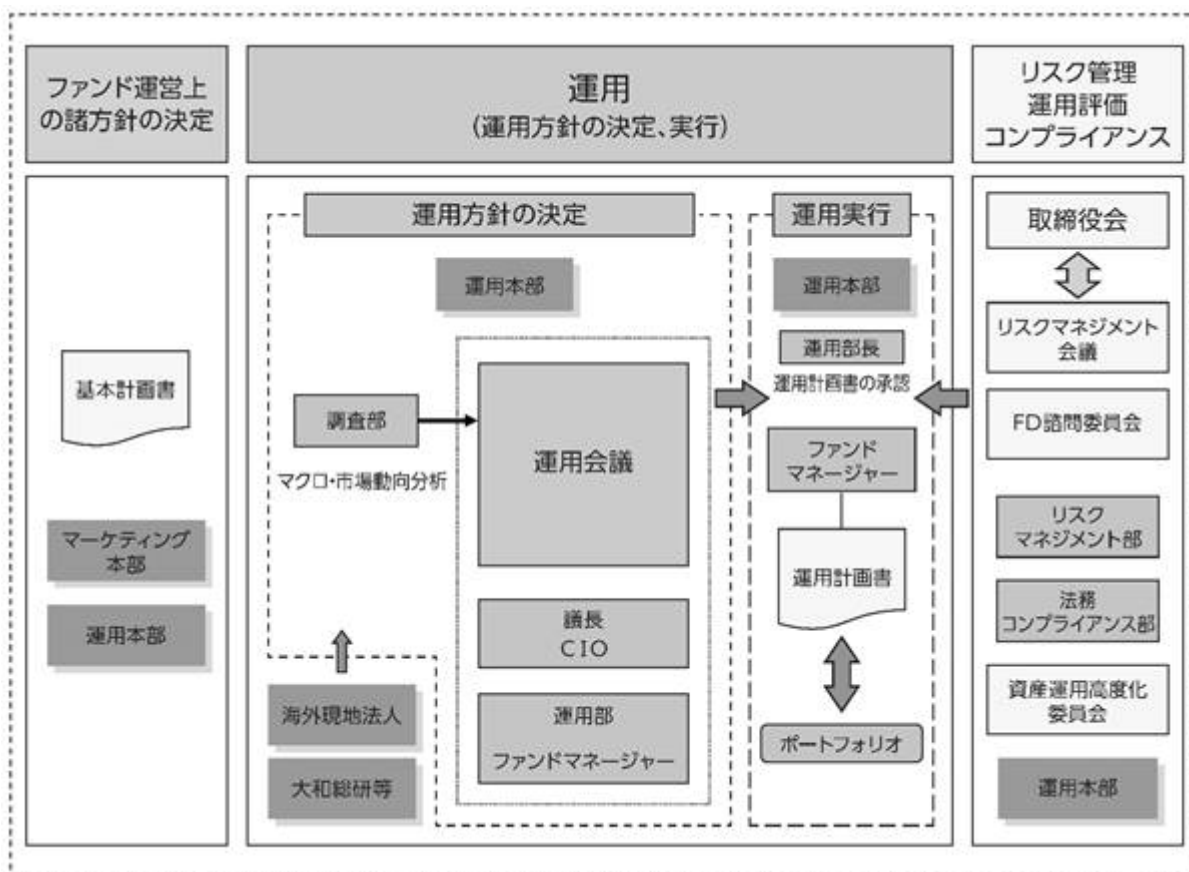 ファンド運営上
の諸方針の決定
運用
(運用方針の決定、実行)
リスク管理
運用評価
コンプライアンス
基本計画書
マーケティング
本部
運用本部
運用方針の決定
運用本部
調査部
マクロ・市場動向分析
運用会議
議長
CIO
運用部
ファンドマネージャー
海外現地法人
大和総研等
運用実行
運用本部
運用部長
運用計画書の承認
ファンド
マネージャー
運用計画書
ポートフォリオ
取締役会
リスクマネジメント
会議
FD諮問委員会
リスク
マネジメント部
法務
コンプライアンス部
資産運用高度化
委員会
運用本部